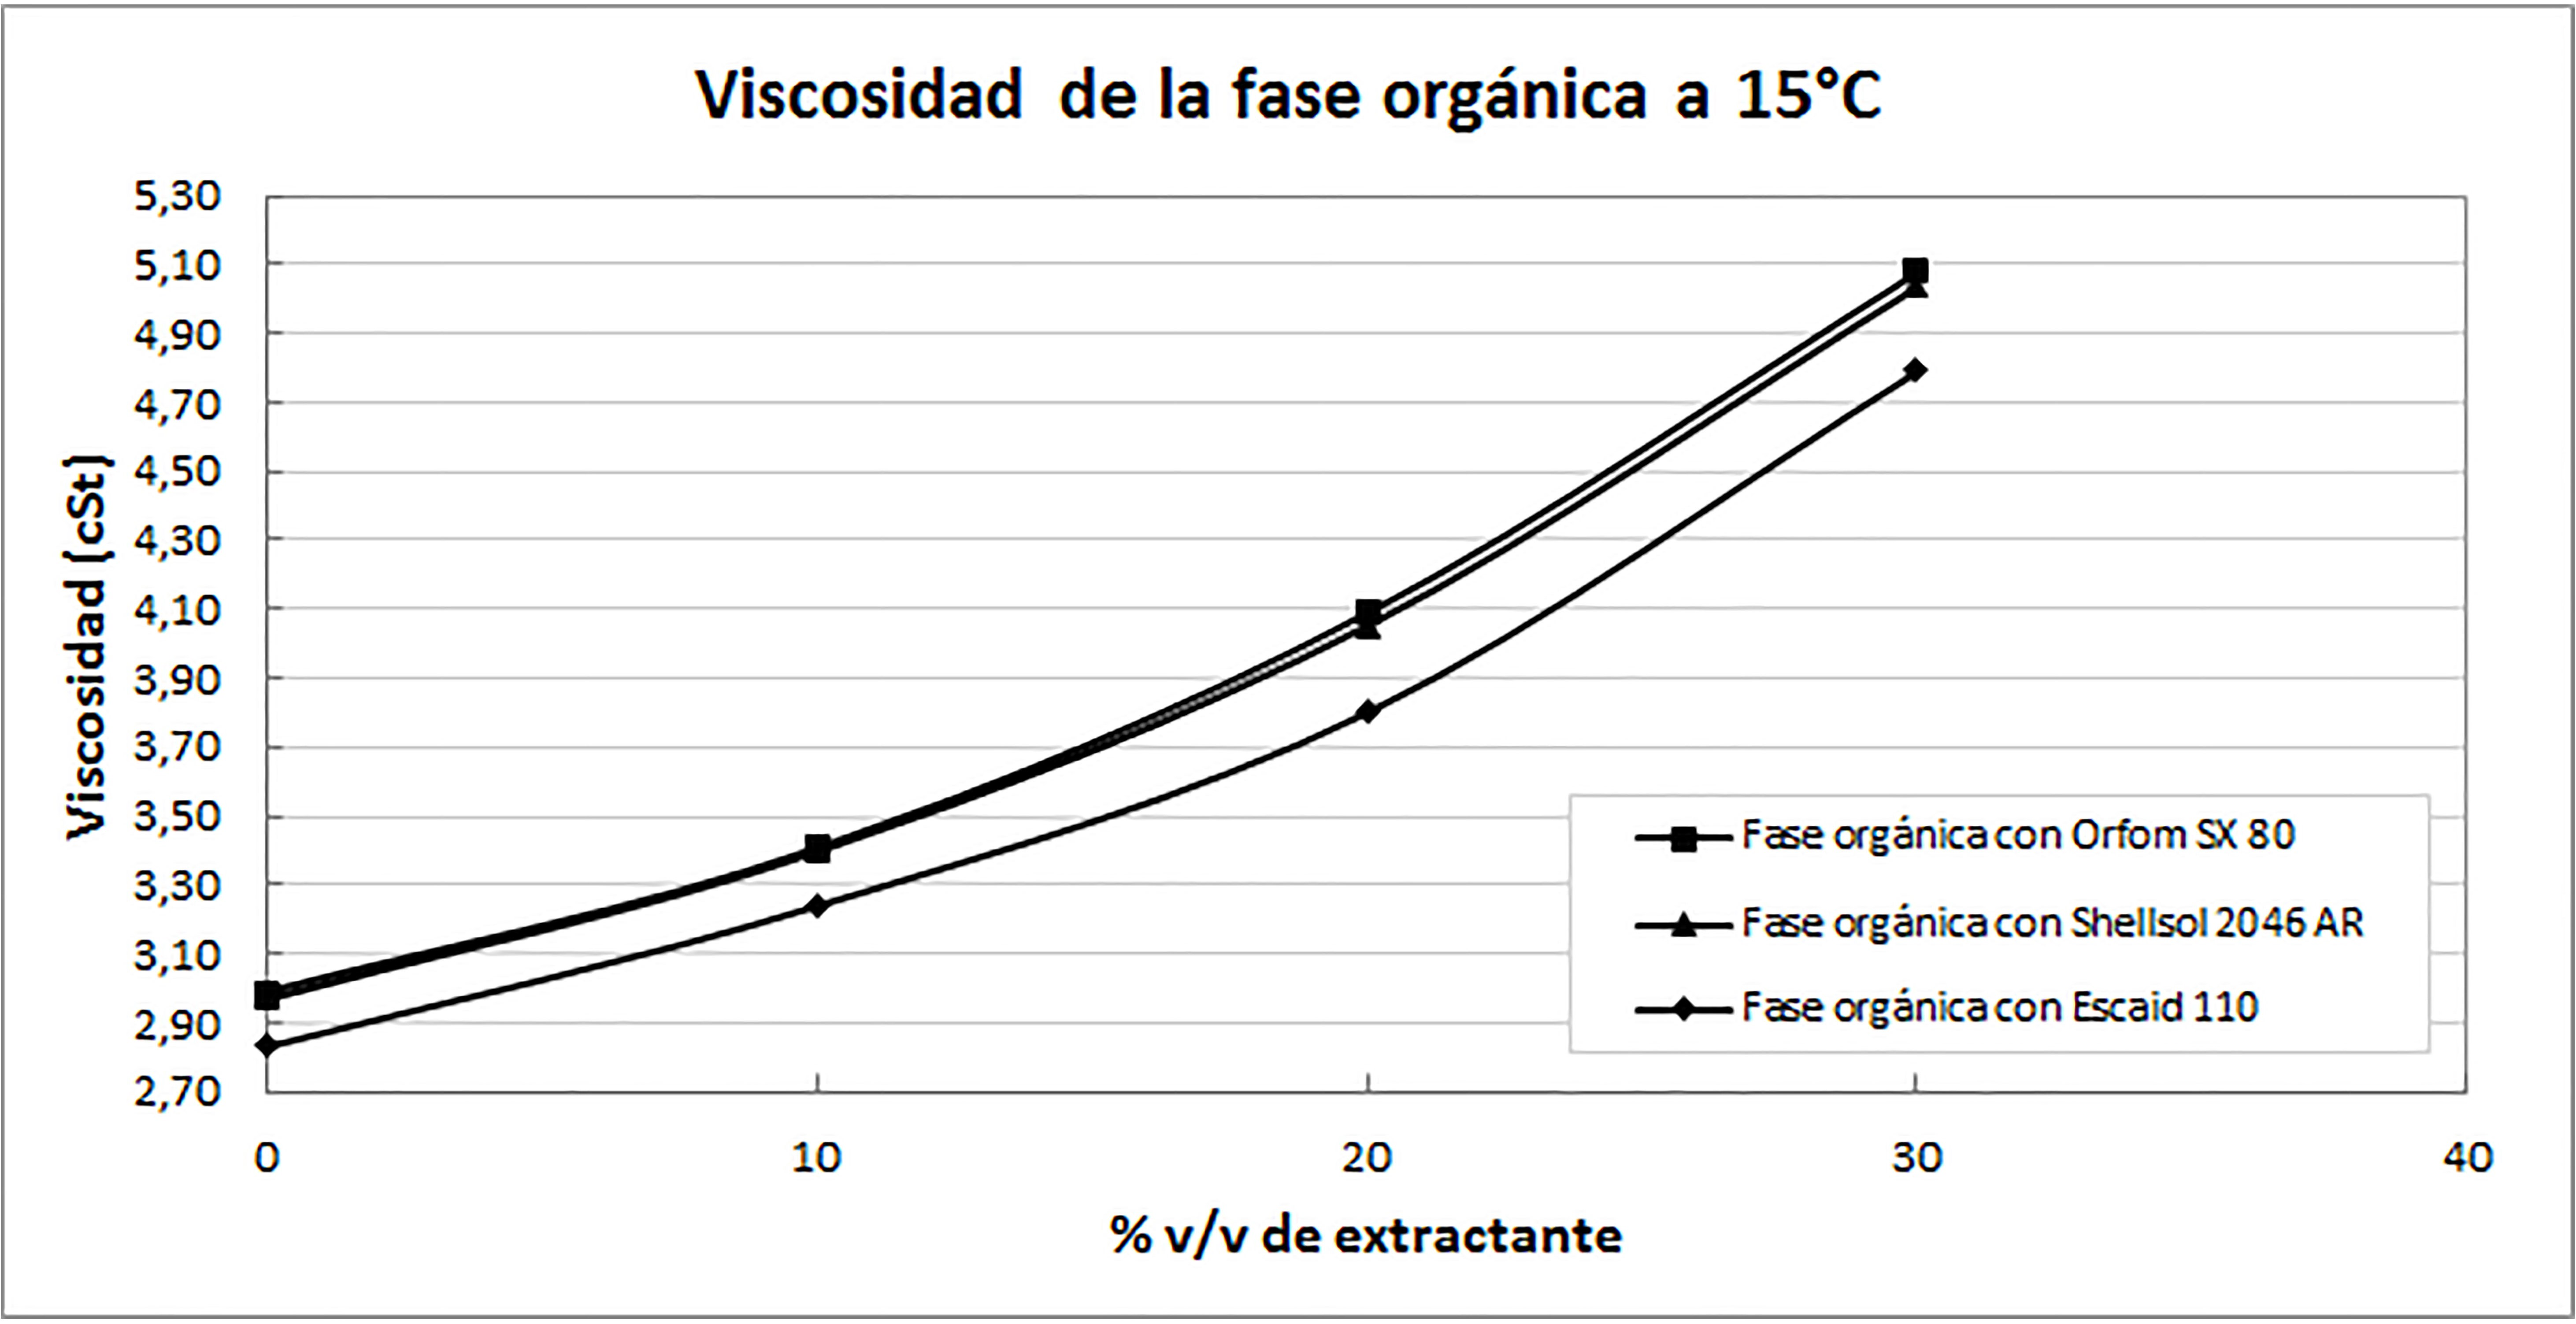 Viscosidad de la fase orgánica a 15°C
5,30
5,10
4,90
4,70
4,50
4,30
4,10
3,90
3,70
3,50
3,30
3,10
2,90
2,70
Viscosidad (cSt)
0 10 20 30 40
% v/v de extractante
Fase orgánica con Orfom SX 80
Fase orgánica con Shellsol 2046 AR
Fase orgánica con Escaid 110